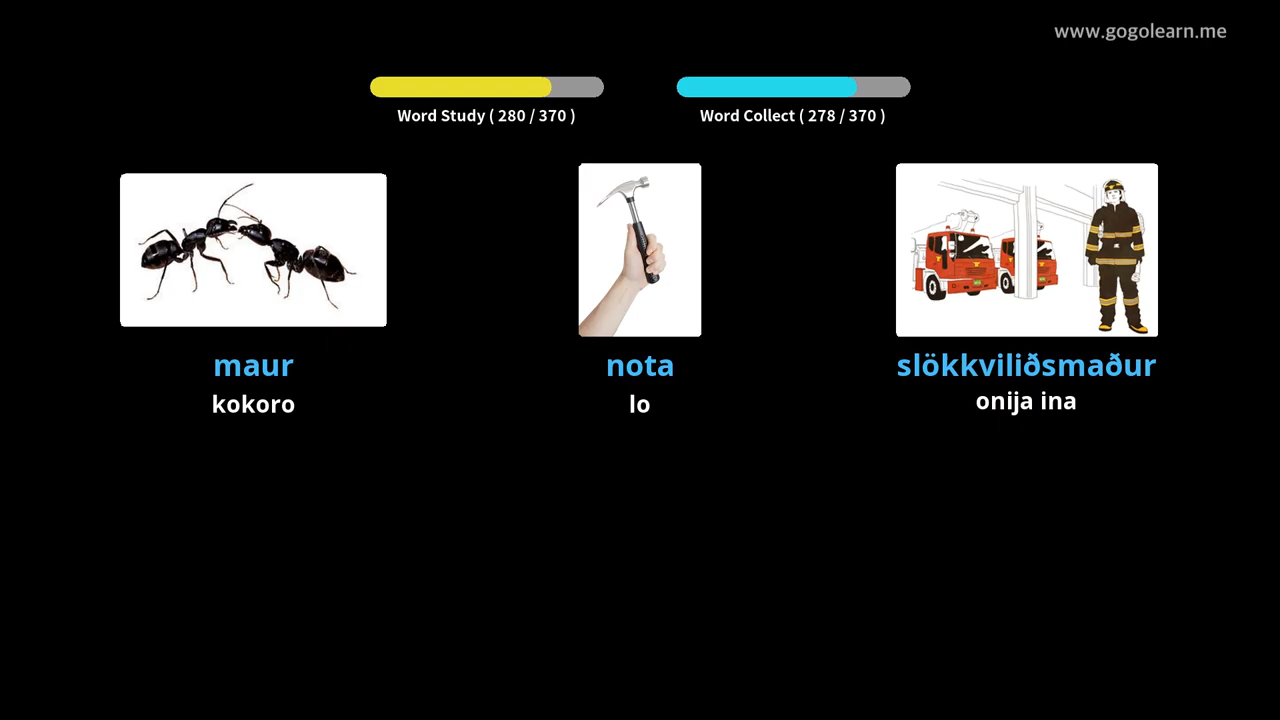 www.gogolearn.me
Word Study ( 280 / 370 )
Word Collect ( 278 / 370 )
maur
nota
slökkviliðsmaður
kokoro
lo
onija ina